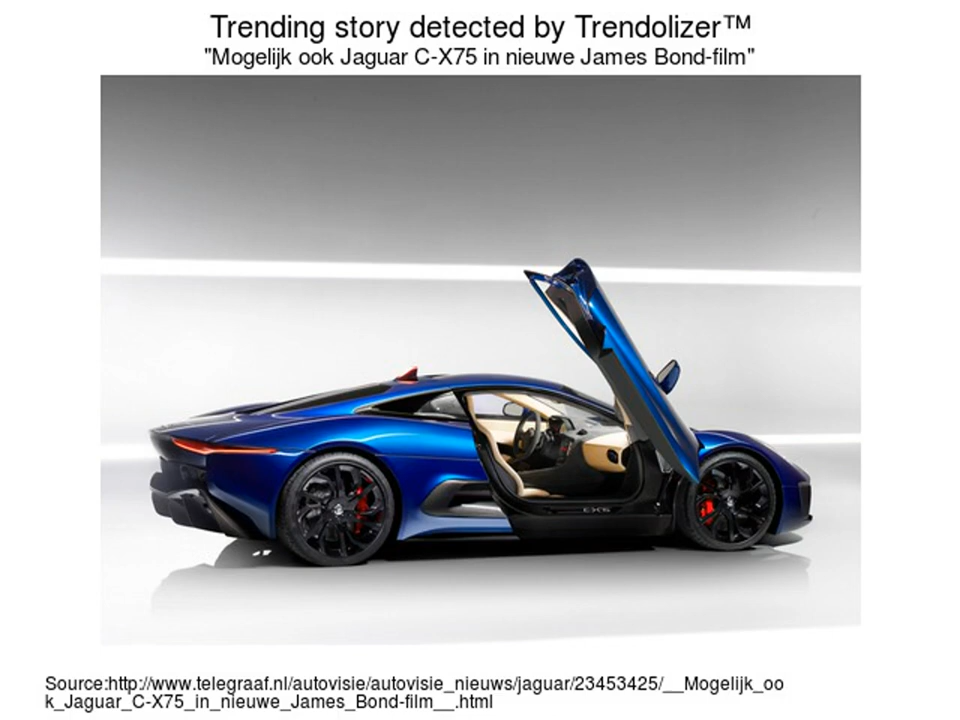 Trending story detected by Trendolizer™
"Mogelijk ook Jaguar C-X75 in nieuwe James Bond-film"
Source:http://www.telegraaf.nl/autovisie/autovisie_nieuws/jaguar/23453425/__Mogelijk_oo
k_Jaguar_C-X75_in_nieuwe_James_Bond-film__.html